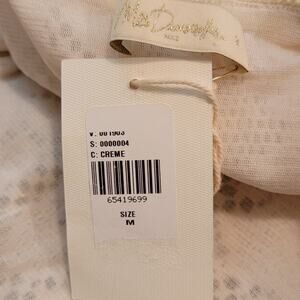 V: 001903
S: 0000004
C: CREME
65419699
SIZE
M